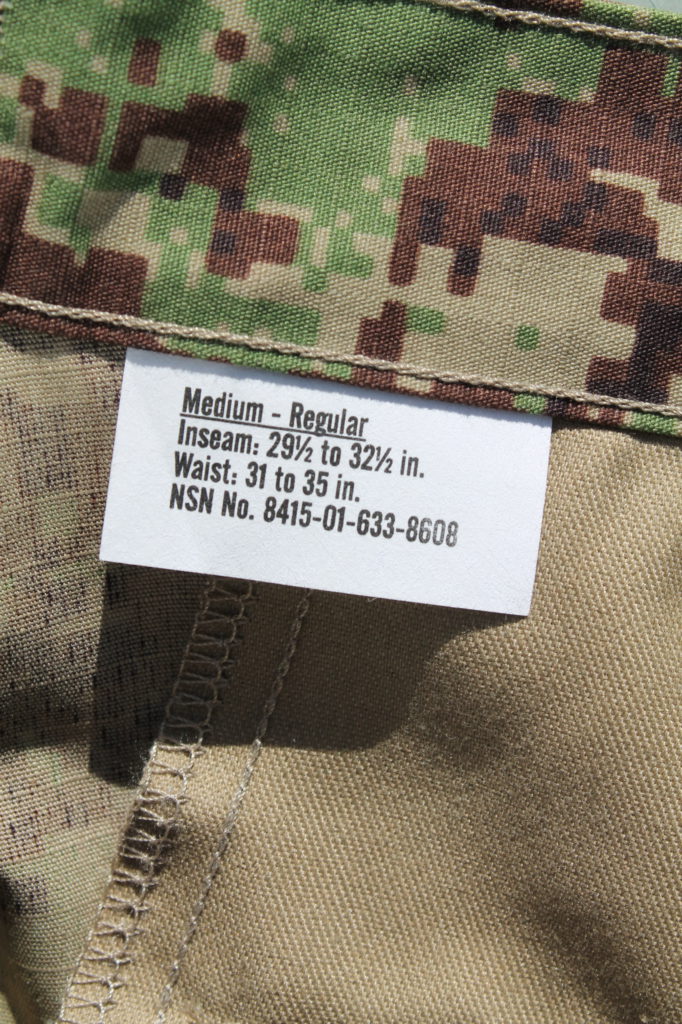 Medium - Regular
Inseam: 29½ to 32½ in.
Waist: 31 to 35 in.
NSN No. 8415-01-633-8608